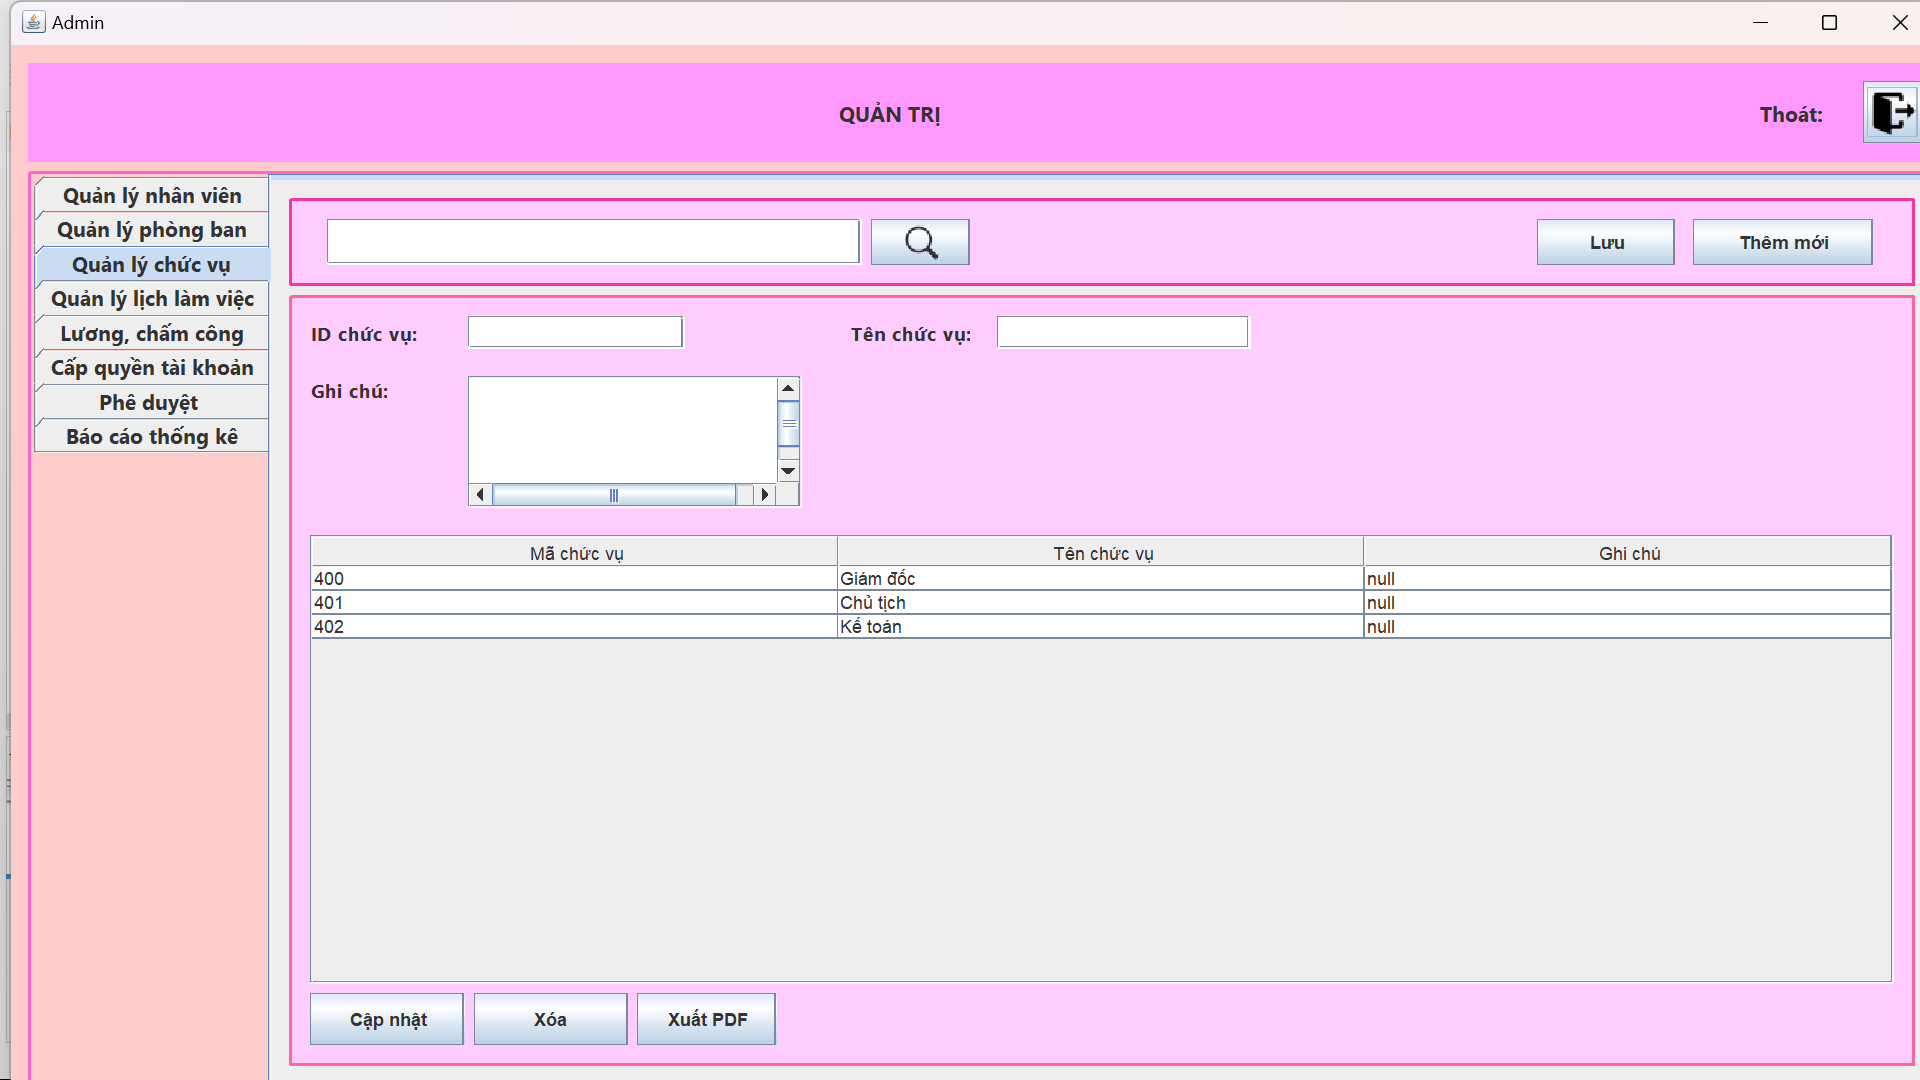 Admin
QUẢN TRỊ
Thoát:
Quản lý nhân viên
Quản lý phòng ban
Quản lý chức vụ
Quản lý lịch làm việc
Lương, chấm công
Cấp quyền tài khoản
Phê duyệt
Báo cáo thống kê
Lưu
Thêm mới
ID chức vụ:
Tên chức vụ:
Ghi chú:
Mã chức vụ Tên chức vụ Ghi chú
400 Giám đốc null
401 Chủ tịch null
402 Kế toán null
Cập nhật
Xóa
Xuất PDF